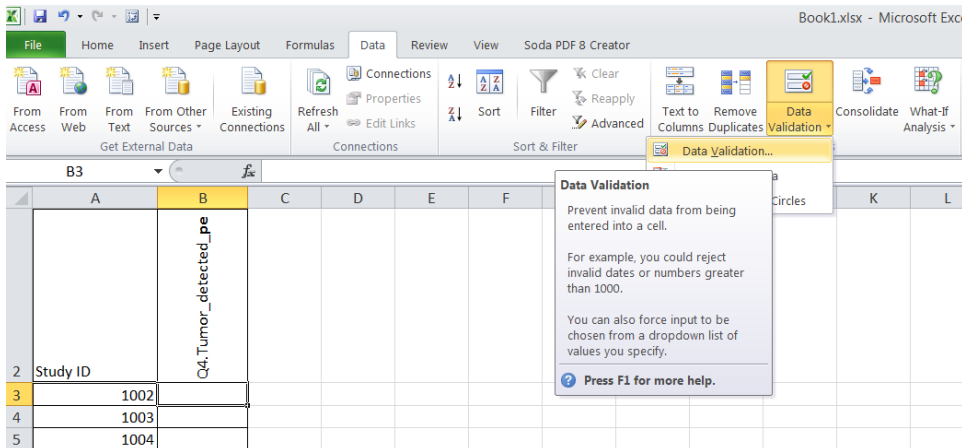 Book1.xlsx - Microsoft Exc
File Home Insert Page Layout Formulas Data Review View Soda PDF 8 Creator
From Access
From Web
From Text
From Other Sources
Existing Connections
Get External Data
Refresh All
Connections
Properties
Edit Links
Connections
Sort
Filter
Clear
Reapply
Advanced
Sort & Filter
Text to Columns
Remove Duplicates
Data Validation
Consolidate
What-If Analysis
Data Validation...
a
Circles
B3 fx
Data Validation
Prevent invalid data from being
entered into a cell.
For example, you could reject
invalid dates or numbers greater
than 1000.
You can also force input to be
chosen from a dropdown list of
values you specify.
Press F1 for more help.
A B C D E F K L
2 Study ID Q4.Tumor_detected_pe
3 1002
4 1003
5 1004